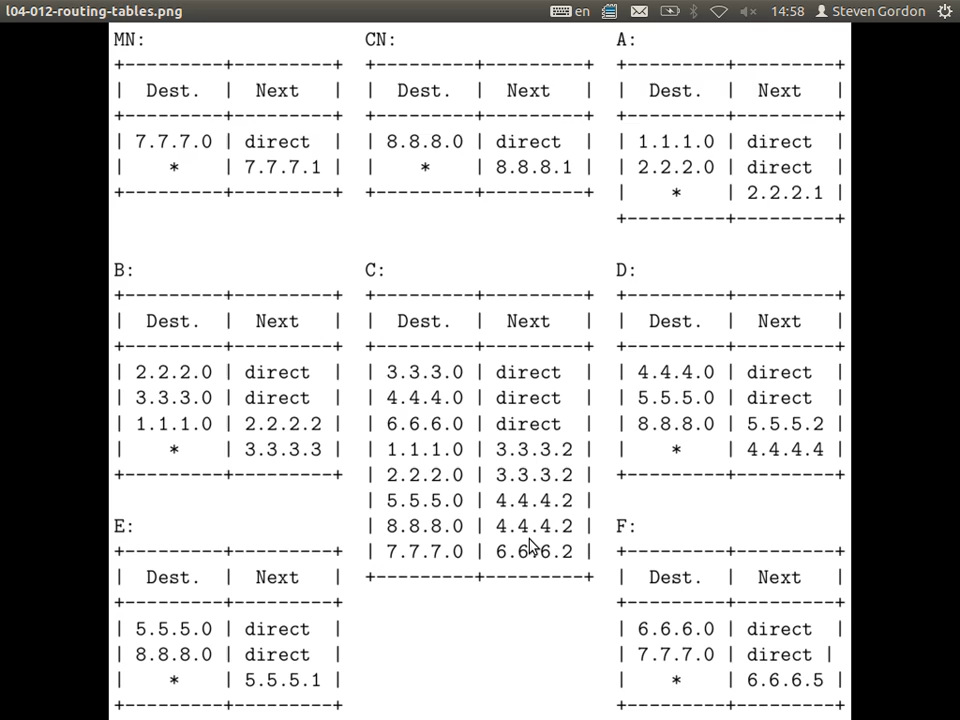 l04-012-routing-tables.png en 14:58 Steven Gordon
MN: CN: A:
+---------+---------+ +---------+---------+ +---------+---------+
| Dest. | Next | | Dest. | Next | | Dest. | Next |
+---------+---------+ +---------+---------+ +---------+---------+
| 7.7.7.0 | direct | | 8.8.8.0 | direct | | 1.1.1.0 | direct |
| * | 7.7.7.1 | | * | 8.8.8.1 | | 2.2.2.0 | direct |
+---------+---------+ +---------+---------+ | * | 2.2.2.1 |
+---------+---------+
B: C: D:
+---------+---------+ +---------+---------+ +---------+---------+
| Dest. | Next | | Dest. | Next | | Dest. | Next |
+---------+---------+ +---------+---------+ +---------+---------+
| 2.2.2.0 | direct | | 3.3.3.0 | direct | | 4.4.4.0 | direct |
| 3.3.3.0 | direct | | 4.4.4.0 | direct | | 5.5.5.0 | direct |
| 1.1.1.0 | 2.2.2.2 | | 6.6.6.0 | direct | | 8.8.8.0 | 5.5.5.2 |
| * | 3.3.3.3 | | 1.1.1.0 | 3.3.3.2 | | * | 4.4.4.4 |
+---------+---------+ | 2.2.2.0 | 3.3.3.2 | +---------+---------+
| 5.5.5.0 | 4.4.4.2 |
E: | 8.8.8.0 | 4.4.4.2 | F:
+---------+---------+ | 7.7.7.0 | 6.6.6.2 | +---------+---------+
| Dest. | Next | +---------+---------+ | Dest. | Next |
+---------+---------+ +---------+---------+
| 5.5.5.0 | direct | | 6.6.6.0 | direct |
| 8.8.8.0 | direct | | 7.7.7.0 | direct |
| * | 5.5.5.1 | | * | 6.6.6.5 |
+---------+---------+ +---------+---------+